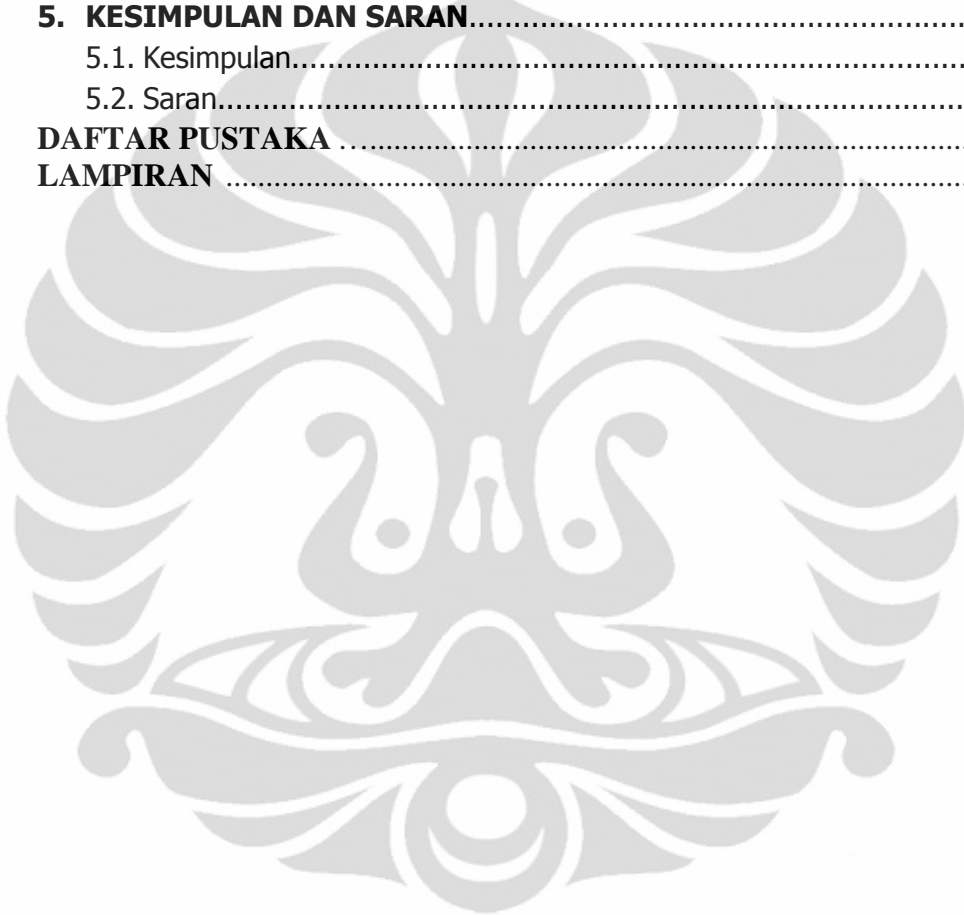 5. KESIMPULAN DAN SARAN...................................................................
5.1. Kesimpulan...........................................................................................
5.2. Saran....................................................................................................
DAFTAR PUSTAKA ….............................................................................
LAMPIRAN ................................................................................................